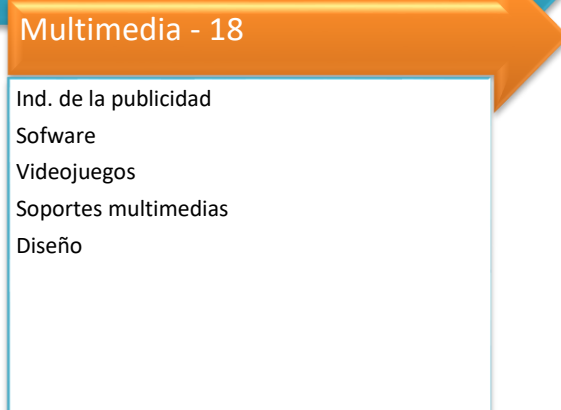 Multimedia - 18
Ind. de la publicidad
Sofware
Videojuegos
Soportes multimedias
Diseño